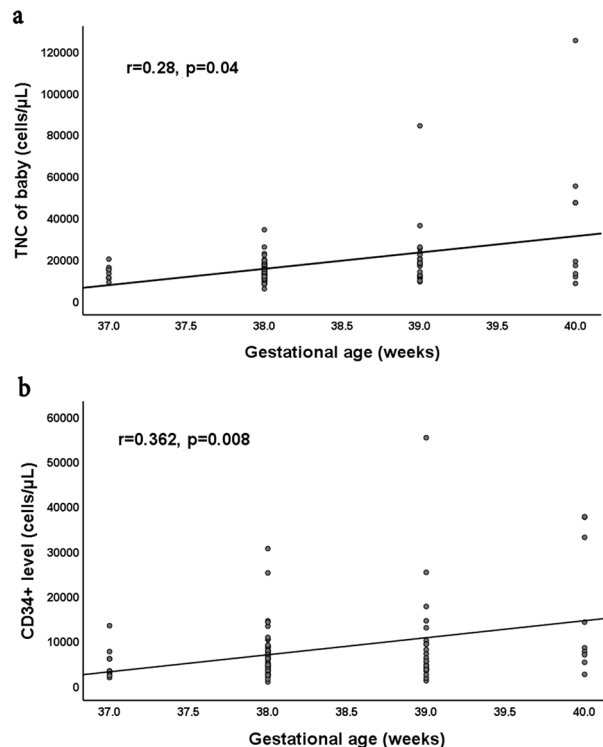 a
TNC of baby (cells/µL)
120000
100000
80000
60000
40000
20000
0
r=0.28, p=0.04
37.0 37.5 38.0 38.5 39.0 39.5 40.0
Gestational age (weeks)
b
CD34+ level (cells/µL)
60000
50000
40000
30000
20000
10000
0
r=0.362, p=0.008
37.0 37.5 38.0 38.5 39.0 39.5 40.0
Gestational age (weeks)